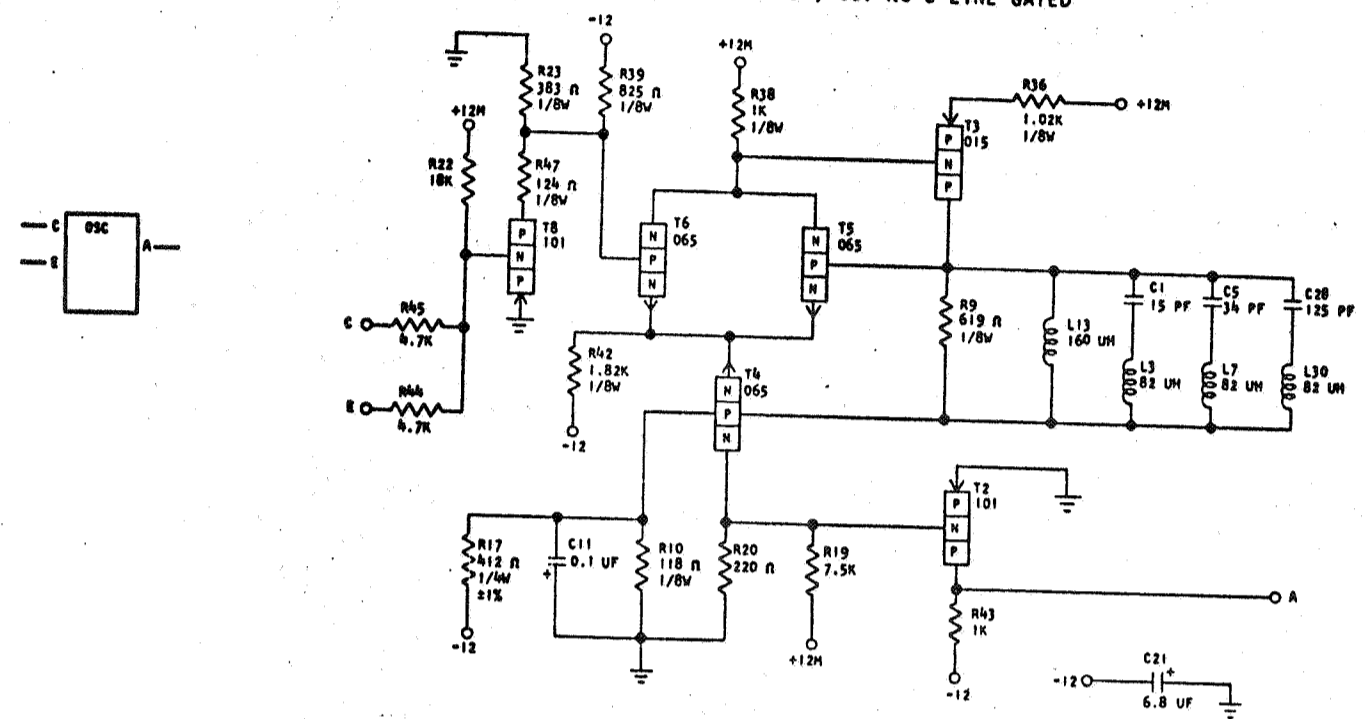 LINE GATED
-12
+12M
R23
383 Ω
1/8W
R39
825 Ω
1/8W
R38
1K
1/8W
R36
1.02K
1/8W
+12M
+12M
R22
18K
R47
124 Ω
1/8W
T3
015
P
N
P
C
OSC
E
A
T8
101
P
N
P
T6
065
N
P
N
T5
065
N
P
N
C
R45
4.7K
E
R44
4.7K
R42
1.82K
1/8W
-12
T4
065
N
P
N
R9
619 Ω
1/8W
L13
160 UH
C1
15 PF
L3
82 UH
C5
34 PF
L7
82 UH
C28
125 PF
L30
82 UH
R17
412 Ω
1/4W
±1%
-12
C11
0.1 UF
+
R10
118 Ω
1/8W
R20
220 Ω
R19
7.5K
+12M
T2
101
P
N
P
A
R43
1K
-12
C21
-12
+
6.8 UF